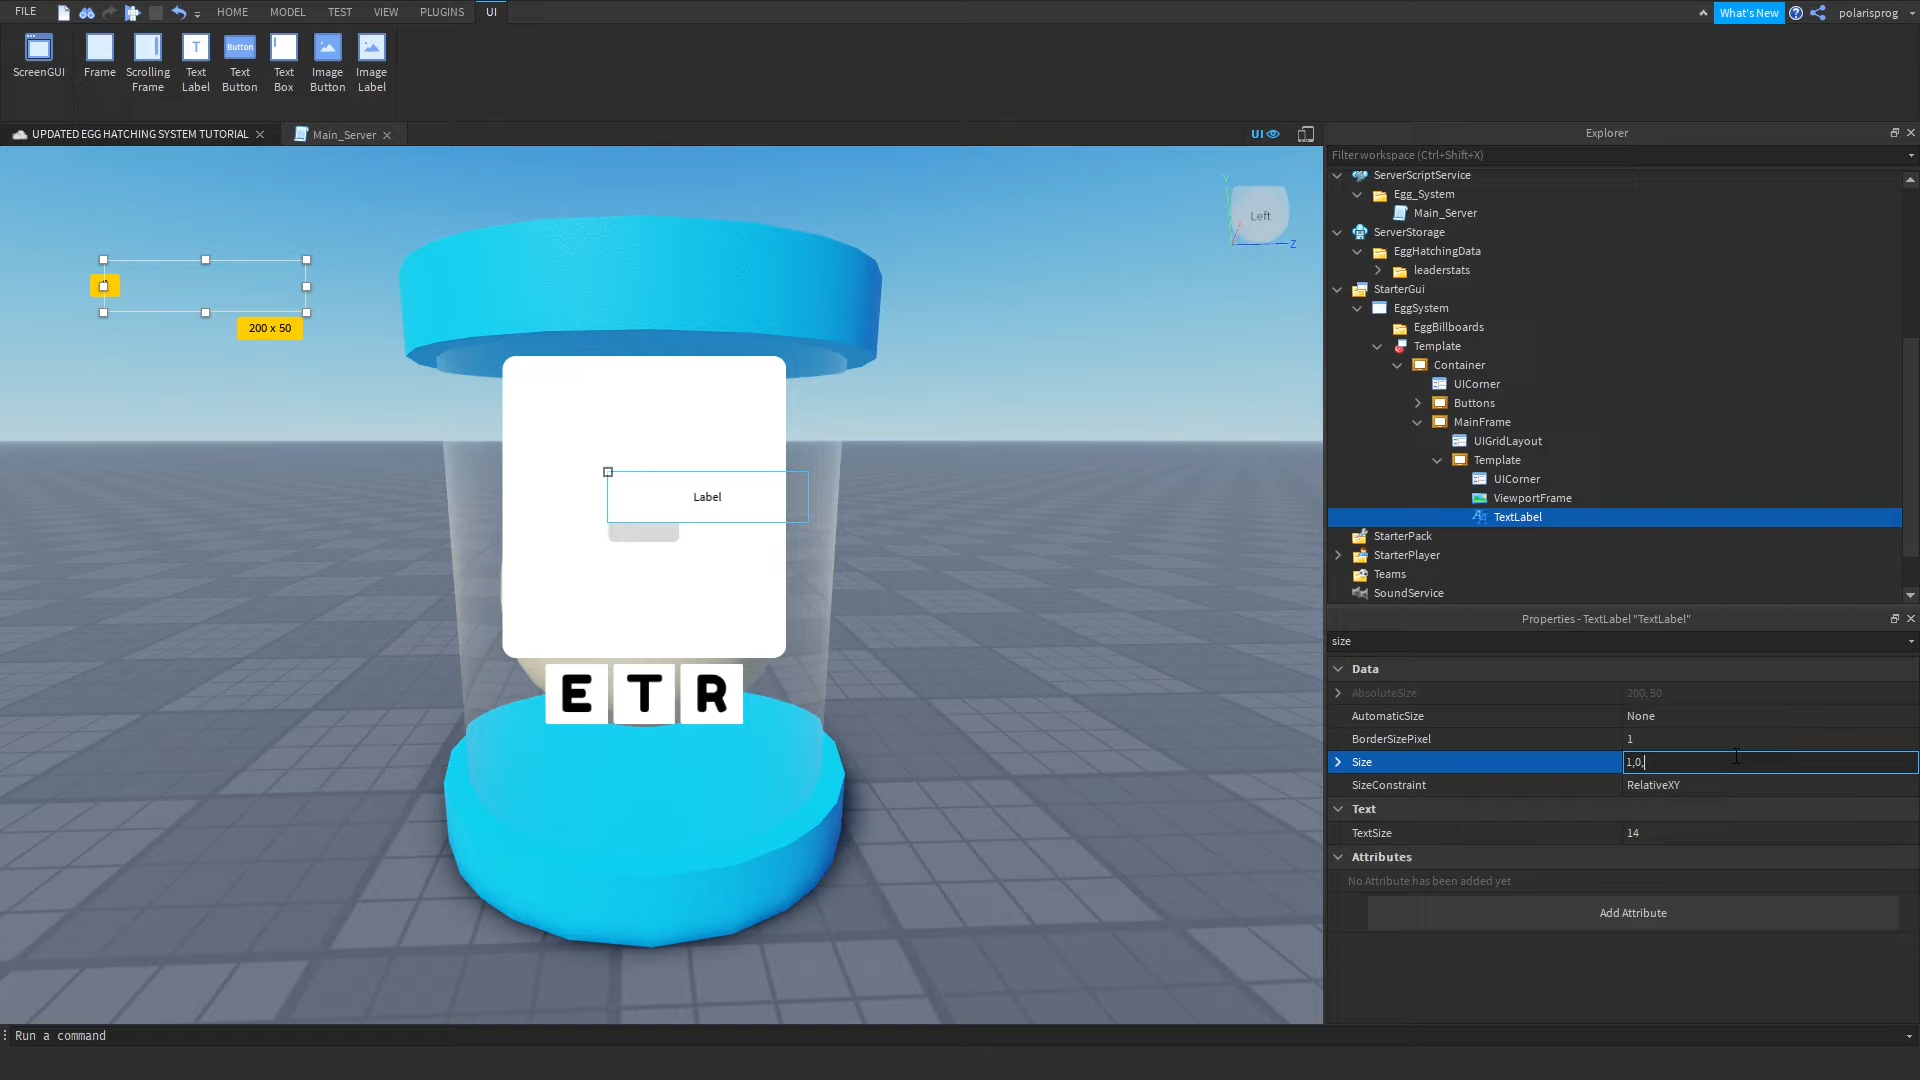 FILE
HOME
MODEL
TEST
VIEW
PLUGINS
UI
What's New
polarisprog
ScreenGUI
Frame
Scrolling
Frame
T
Text
Label
Button
Text
Button
Text
Box
Image
Button
Image
Label
UPDATED EGG HATCHING SYSTEM TUTORIAL
Main_Server
UI
Y
Left
Z
200 x 50
Label
E
T
R
Explorer
Filter workspace (Ctrl+Shift+X)
ServerScriptService
Egg_System
Main_Server
ServerStorage
EggHatchingData
leaderstats
StarterGui
EggSystem
EggBillboards
Template
Container
UICorner
Buttons
MainFrame
UIGridLayout
Template
UICorner
ViewportFrame
TextLabel
StarterPack
StarterPlayer
Teams
SoundService
Properties - TextLabel "TextLabel"
size
Data
AbsoluteSize 200, 50
AutomaticSize None
BorderSizePixel 1
Size 1,0,
SizeConstraint RelativeXY
Text
TextSize 14
Attributes
No Attribute has been added yet
Add Attribute
Run a command